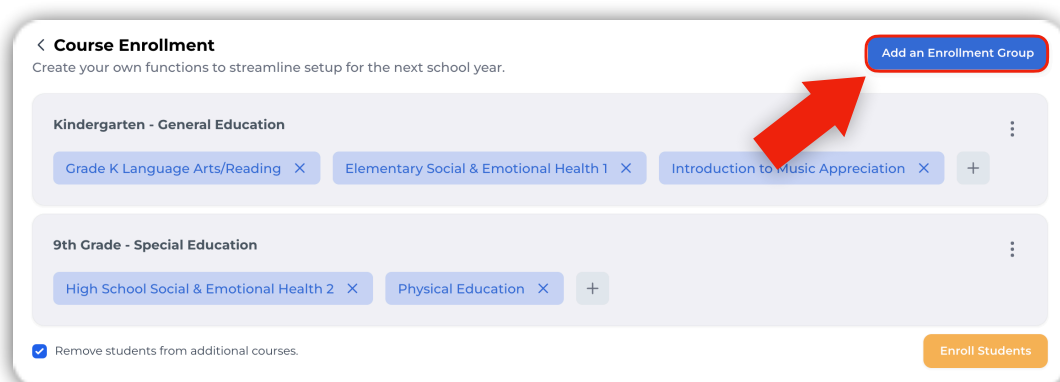 Course Enrollment
Add an Enrollment Group
Create your own functions to streamline setup for the next school year.
Kindergarten - General Education
Grade K Language Arts/Reading
Elementary Social & Emotional Health 1
Introduction to Music Appreciation
9th Grade - Special Education
High School Social & Emotional Health 2
Physical Education
Remove students from additional courses.
Enroll Students